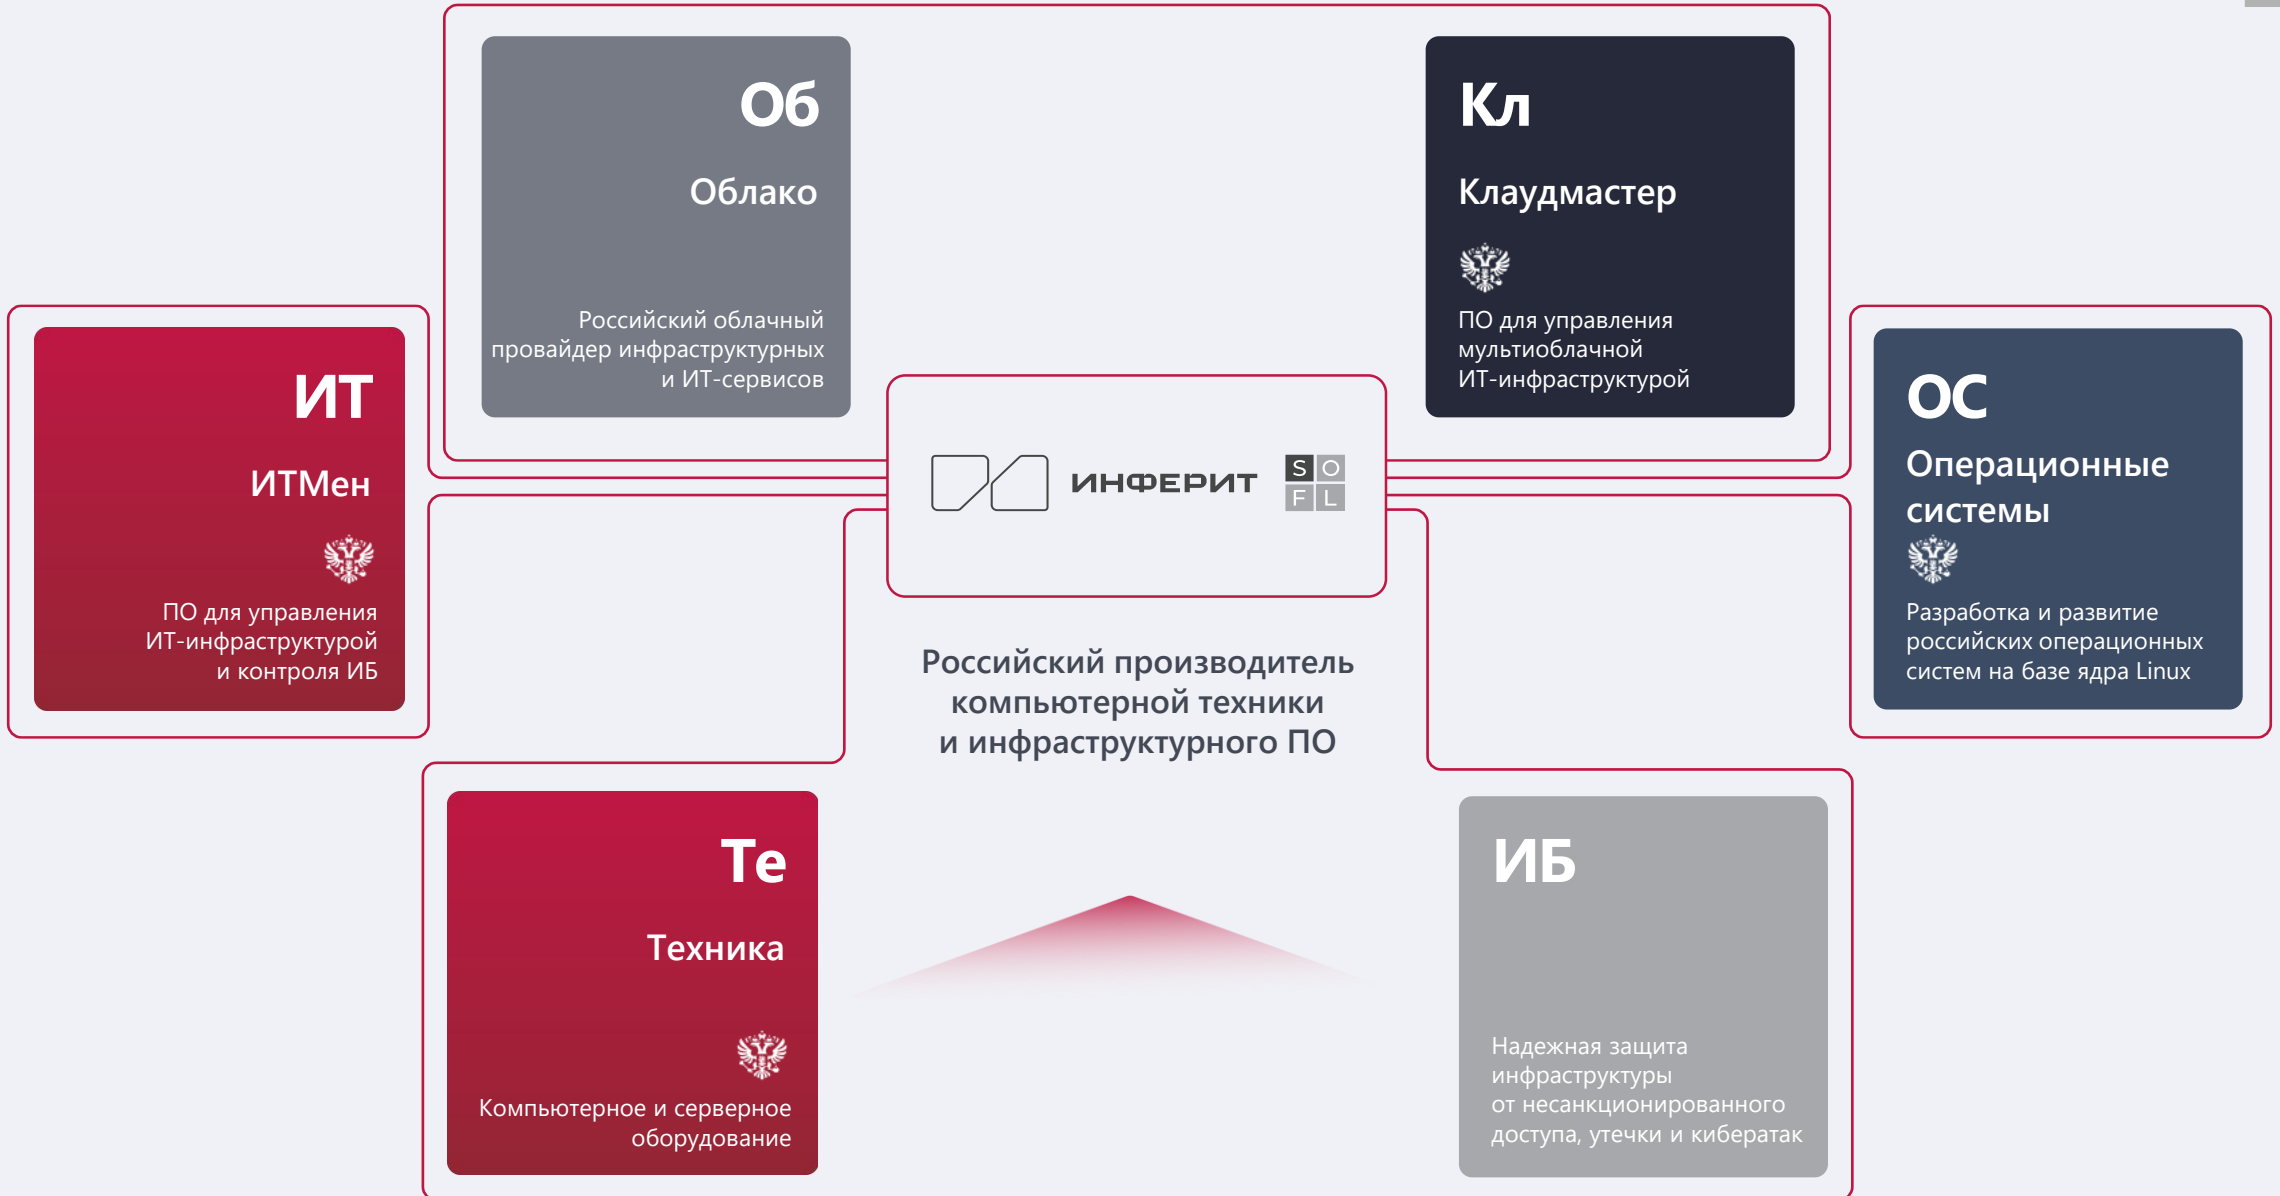 Об
Облако
Российский облачный
провайдер инфраструктурных
и ИТ-сервисов
Кл
Клаудмастер
ПО для управления
мультиоблачной
ИТ-инфраструктурой
ИТ
ИТМен
ПО для управления
ИТ-инфраструктурой
и контроля ИБ
ИНФЕРИТ
SO
FL
Российский производитель
компьютерной техники
и инфраструктурного ПО
ОС
Операционные
системы
Разработка и развитие
российских операционных
систем на базе ядра Linux
Те
Техника
Компьютерное и серверное
оборудование
ИБ
Надежная защита
инфраструктуры
от несанкционированного
доступа, утечки и кибератак